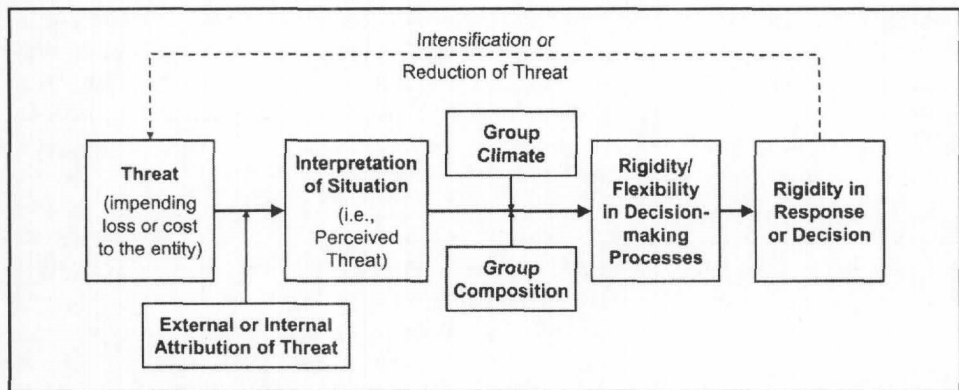 Intensification or
Reduction of Threat
Threat
(impending
loss or cost
to the entity)
Interpretation
of Situation
(i.e.,
Perceived
Threat)
Group
Climate
Group
Composition
Rigidity/
Flexibility
in Decision-
making
Processes
Rigidity in
Response
or Decision
External or Internal
Attribution of Threat